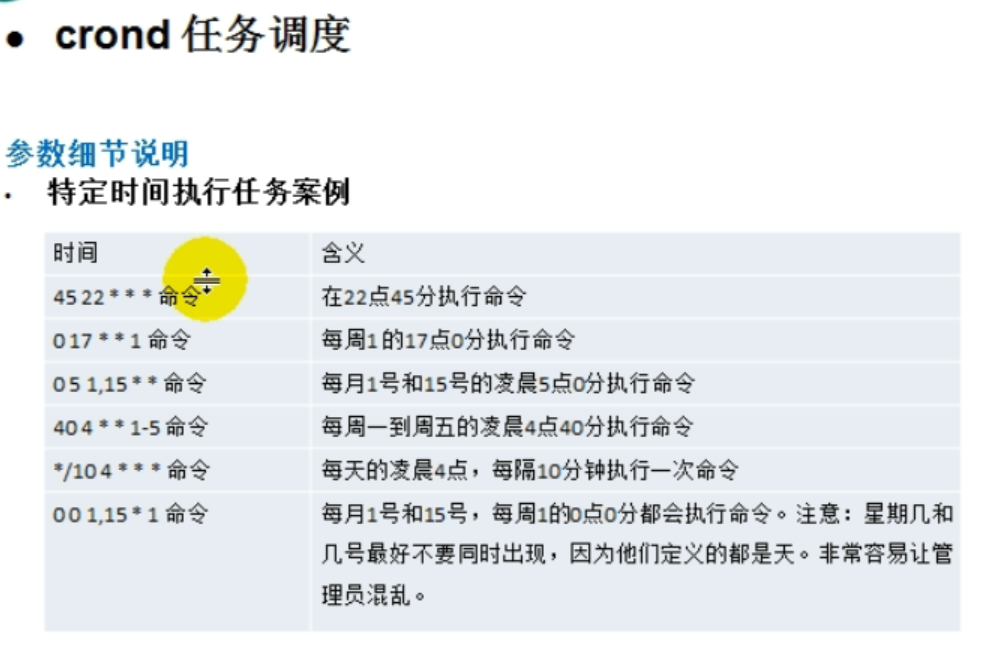 • crond 任务调度
参数细节说明
· 特定时间执行任务案例
时间 含义
45 22 * * * 命令 在22点45分执行命令
0 17 * * 1 命令 每周1 的17点0分执行命令
0 5 1,15 * * 命令 每月1号和15号的凌晨5点0分执行命令
40 4 * * 1-5 命令 每周一到周五的凌晨4点40分执行命令
*/10 4 * * * 命令 每天的凌晨4点，每隔10分钟执行一次命令
0 0 1,15 * 1 命令 每月1号和15号，每周1的0点0分都会执行命令。注意：星期几和
几号最好不要同时出现，因为他们定义的都是天。非常容易让管
理员混乱。